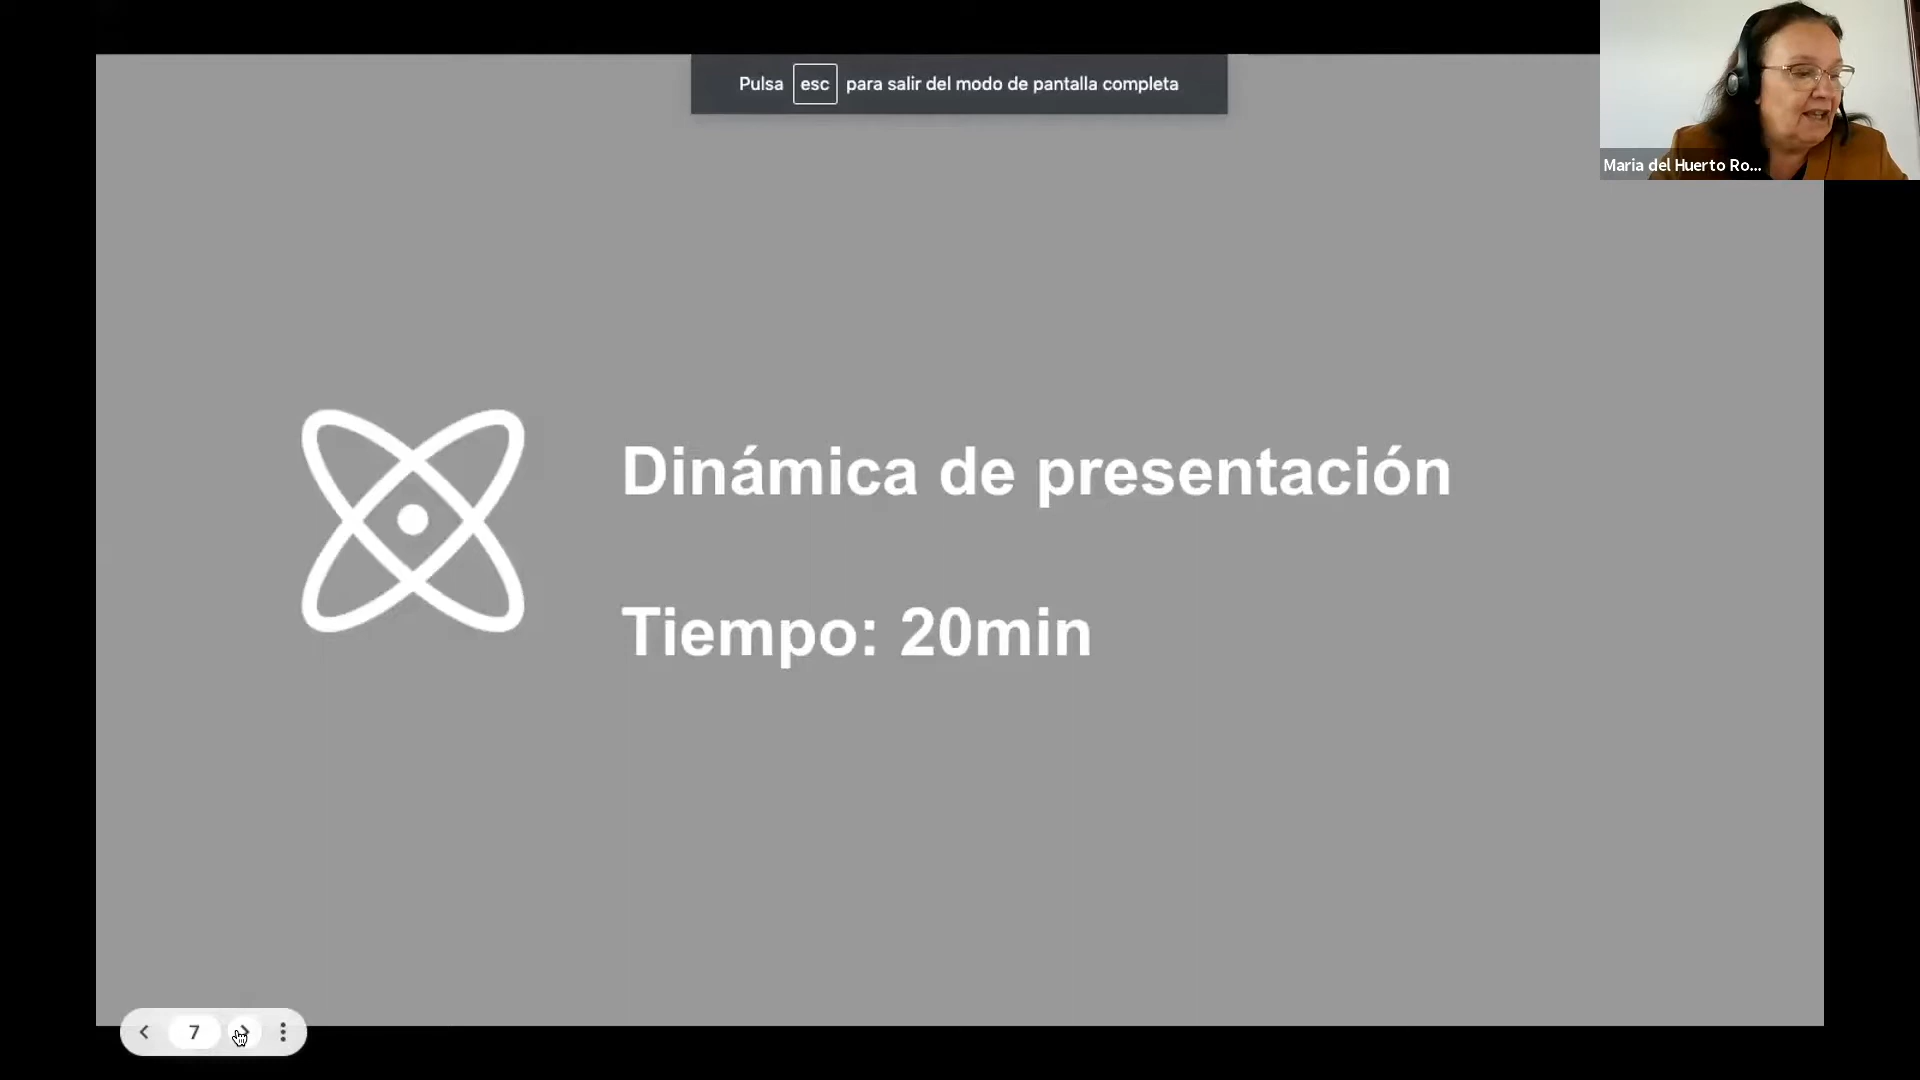 Pulsa esc para salir del modo de pantalla completa
Maria del Huerto Ro...
Dinámica de presentación
Tiempo: 20min
7